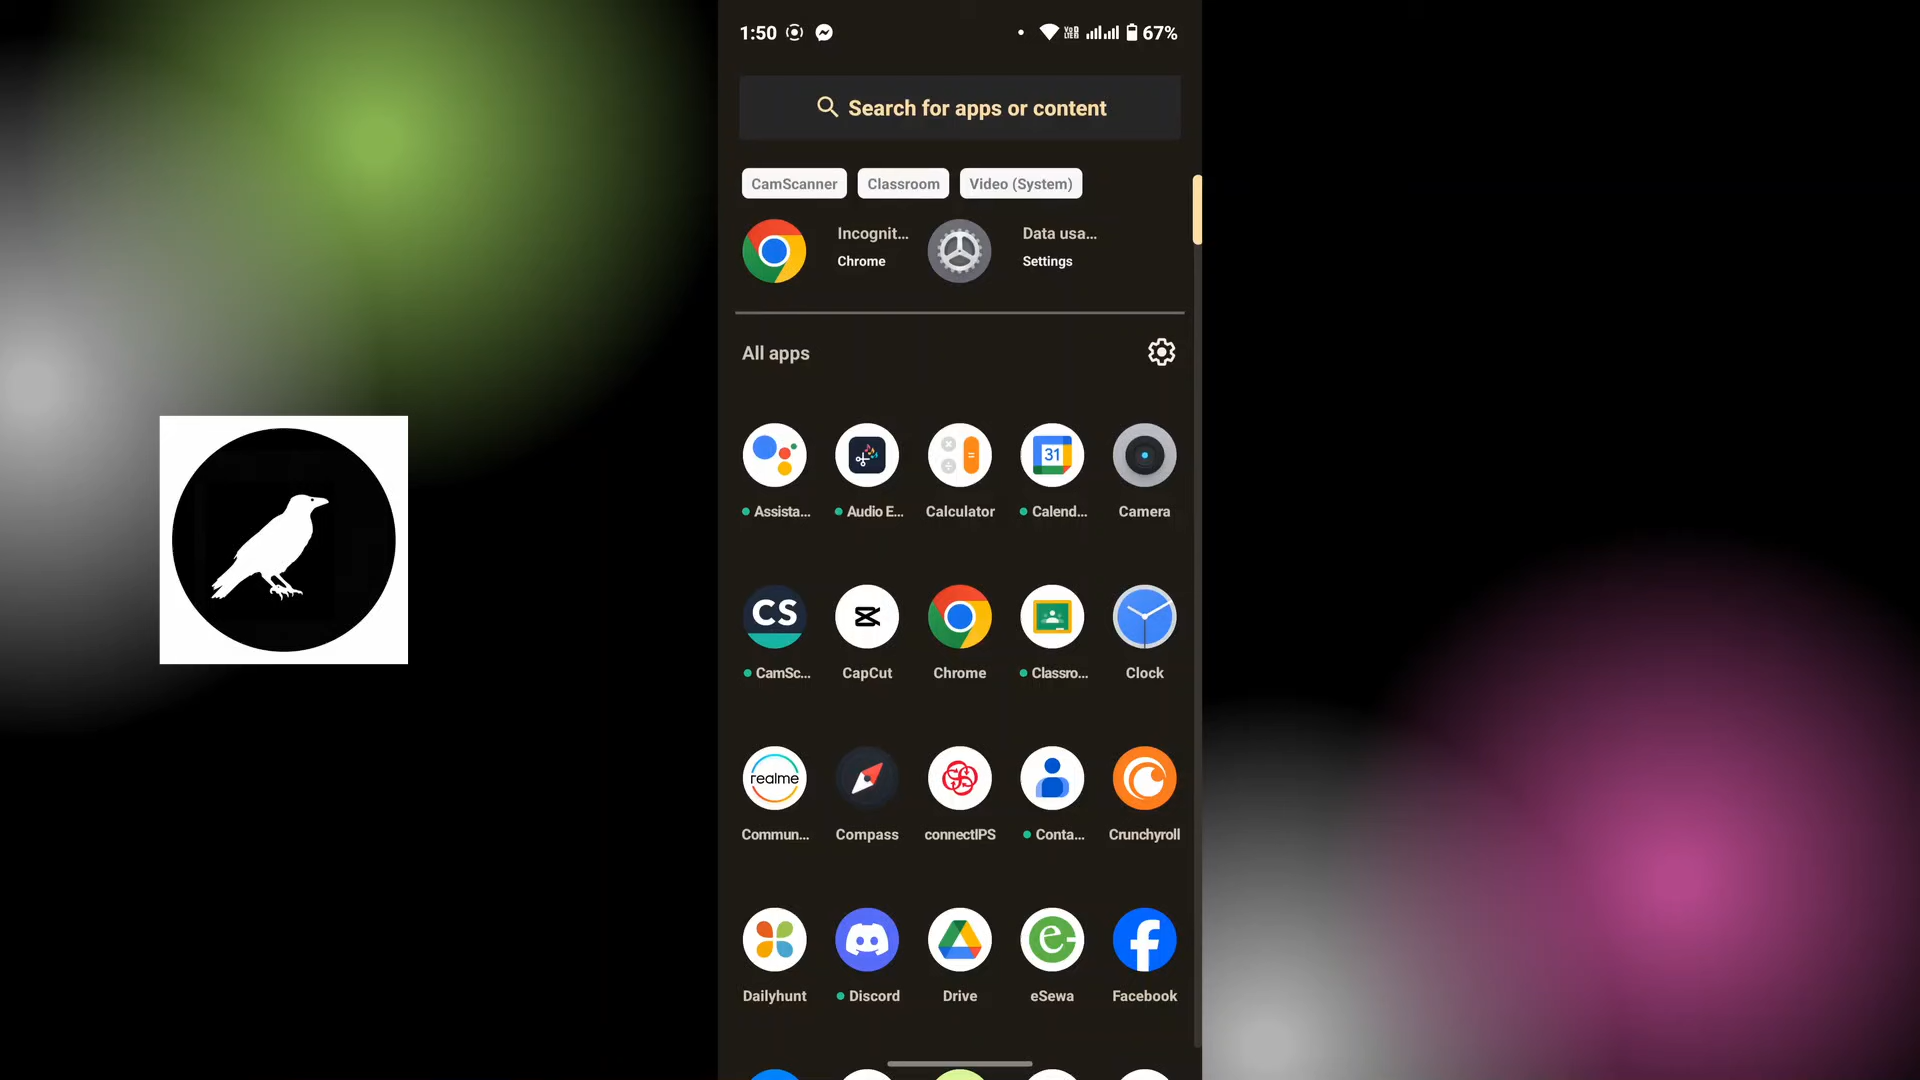 1:50
VoD
LTE2
67%
Search for apps or content
CamScanner
Classroom
Video (System)
Incognit...
Chrome
Data usa...
Settings
All apps
31
Assista...
Audio E...
Calculator
Calend...
Camera
CS
CamSc...
CapCut
Chrome
Classro...
Clock
realme
Commun...
Compass
connectIPS
Conta...
Crunchyroll
Dailyhunt
Discord
Drive
eSewa
Facebook